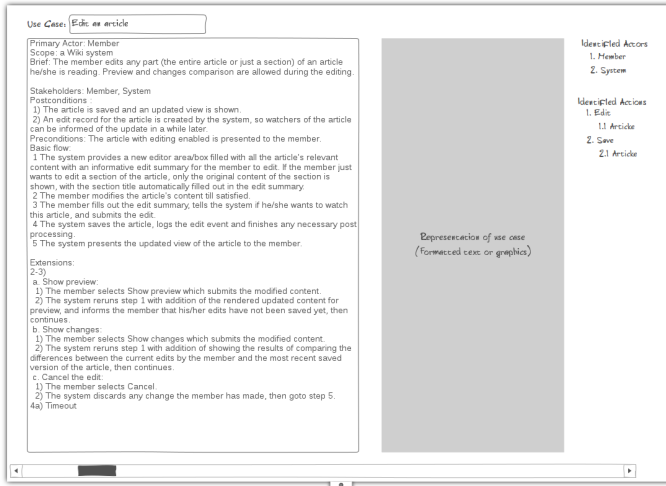 Use Case: Edit an article
Primary Actor: Member
Scope: a Wiki system
Brief: The member edits any part (the entire article or just a section) of an article
he/she is reading. Preview and changes comparison are allowed during the editing.
Stakeholders: Member, System
Postconditions :
1) The article is saved and an updated view is shown.
2) An edit record for the article is created by the system, so watchers of the article
can be informed of the update in a while later.
Preconditions: The article with editing enabled is presented to the member.
Basic flow:
1 The system provides a new editor area/box filled with all the article's relevant
content with an informative edit summary for the member to edit. If the member just
wants to edit a section of the article, only the original content of the section is
shown, with the section title automatically filled out in the edit summary.
2 The member modifies the article's content till satisfied.
3 The member fills out the edit summary, tells the system if he/she wants to watch
this article, and submits the edit.
4 The system saves the article, logs the edit event and finishes any necessary post
processing.
5 The system presents the updated view of the article to the member.
Extensions:
2-3)
a. Show preview:
1) The member selects Show preview which submits the modified content.
2) The system reruns step 1 with addition of the rendered updated content for
preview, and informs the member that his/her edits have not been saved yet, then
continues.
b. Show changes:
1) The member selects Show changes which submits the modified content.
2) The system reruns step 1 with addition of showing the results of comparing the
differences between the current edits by the member and the most recent saved
version of the article, then continues.
c. Cancel the edit:
1) The member selects Cancel.
2) The system discards any change the member has made, then goto step 5.
4a) Timeout
Representation of use case
(Formatted text or graphics)
Identified Actors
1. Member
2. System
Identified Actions
1. Edit
1.1 Article
2. Save
2.1 Article